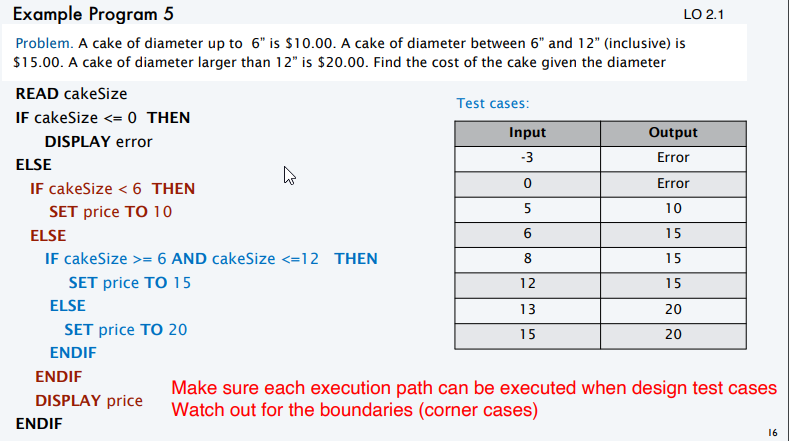 Example Program 5
LO 2.1
Problem. A cake of diameter up to 6” is $10.00. A cake of diameter between 6” and 12” (inclusive) is
$15.00. A cake of diameter larger than 12” is $20.00. Find the cost of the cake given the diameter
READ cakeSize
IF cakeSize <= 0 THEN
DISPLAY error
ELSE
IF cakeSize < 6 THEN
SET price TO 10
ELSE
IF cakeSize >= 6 AND cakeSize <=12 THEN
SET price TO 15
ELSE
SET price TO 20
ENDIF
ENDIF
DISPLAY price
ENDIF
Test cases:
Input Output
-3 Error
0 Error
5 10
6 15
8 15
12 15
13 20
15 20
Make sure each execution path can be executed when design test cases
Watch out for the boundaries (corner cases)
16